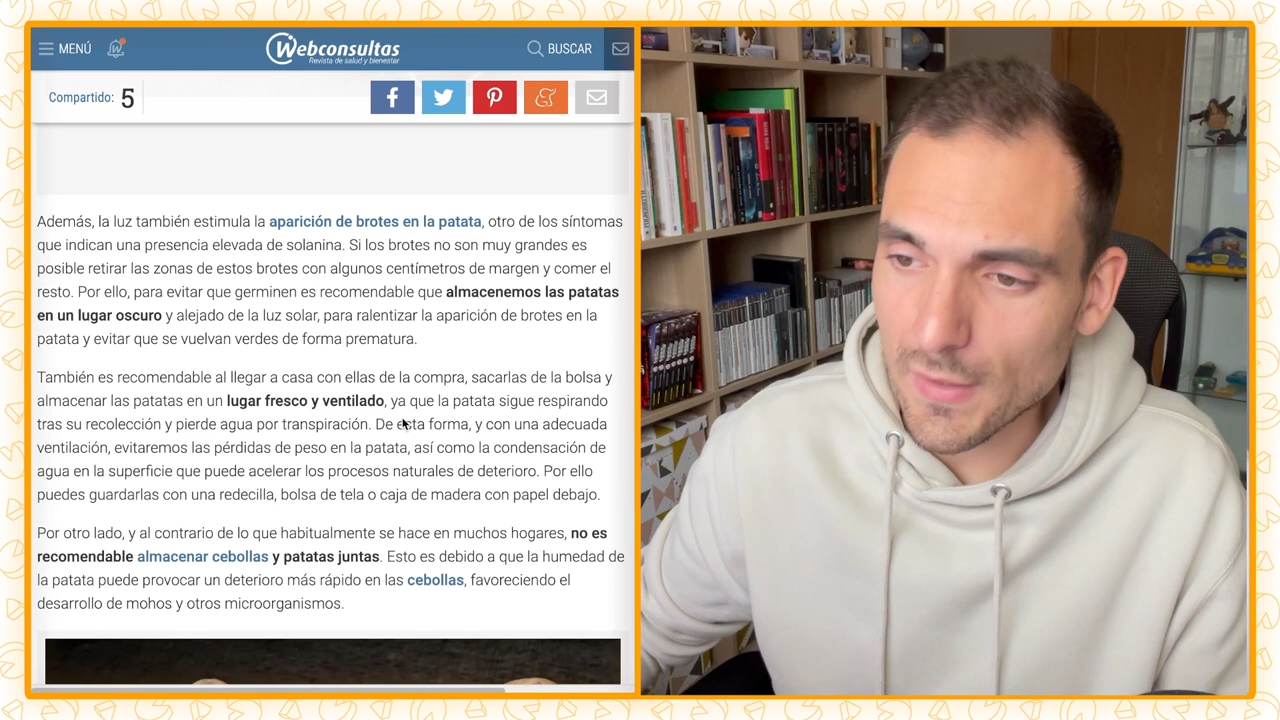 MENÚ
Webconsultas
Revista de salud y bienestar
BUSCAR
Compartido: 5
Además, la luz también estimula la aparición de brotes en la patata, otro de los síntomas
que indican una presencia elevada de solanina. Si los brotes no son muy grandes es
posible retirar las zonas de estos brotes con algunos centímetros de margen y comer el
resto. Por ello, para evitar que germinen es recomendable que almacenemos las patatas
en un lugar oscuro y alejado de la luz solar, para ralentizar la aparición de brotes en la
patata y evitar que se vuelvan verdes de forma prematura.
También es recomendable al llegar a casa con ellas de la compra, sacarlas de la bolsa y
almacenar las patatas en un lugar fresco y ventilado, ya que la patata sigue respirando
tras su recolección y pierde agua por transpiración. De esta forma, y con una adecuada
ventilación, evitaremos las pérdidas de peso en la patata, así como la condensación de
agua en la superficie que puede acelerar los procesos naturales de deterioro. Por ello
puedes guardarlas con una redecilla, bolsa de tela o caja de madera con papel debajo.
Por otro lado, y al contrario de lo que habitualmente se hace en muchos hogares, no es
recomendable almacenar cebollas y patatas juntas. Esto es debido a que la humedad de
la patata puede provocar un deterioro más rápido en las cebollas, favoreciendo el
desarrollo de mohos y otros microorganismos.